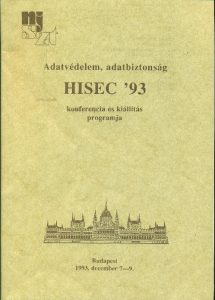 Adatvédelem, adatbiztonság
HISEC '93
konferencia és kiállítás
programja
Budapest
1993. december 7—9.